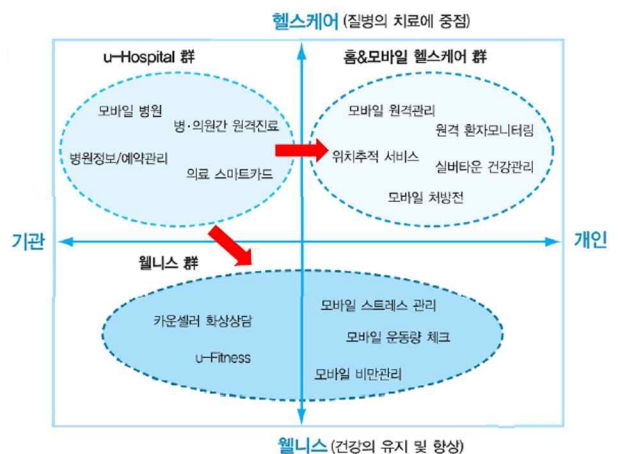 헬스케어 (질병의 치료에 중점)
u-Hospital 群
홈&모바일 헬스케어 群
모바일 병원
병·의원간 원격진료
병원정보/예약관리
의료 스마트카드
모바일 원격관리
원격 환자모니터링
위치추적 서비스
실버타운 건강관리
모바일 처방전
기관
개인
웰니스 群
카운셀러 화상상담
u-Fitness
모바일 스트레스 관리
모바일 운동량 체크
모바일 비만관리
웰니스 (건강의 유지 및 향상)